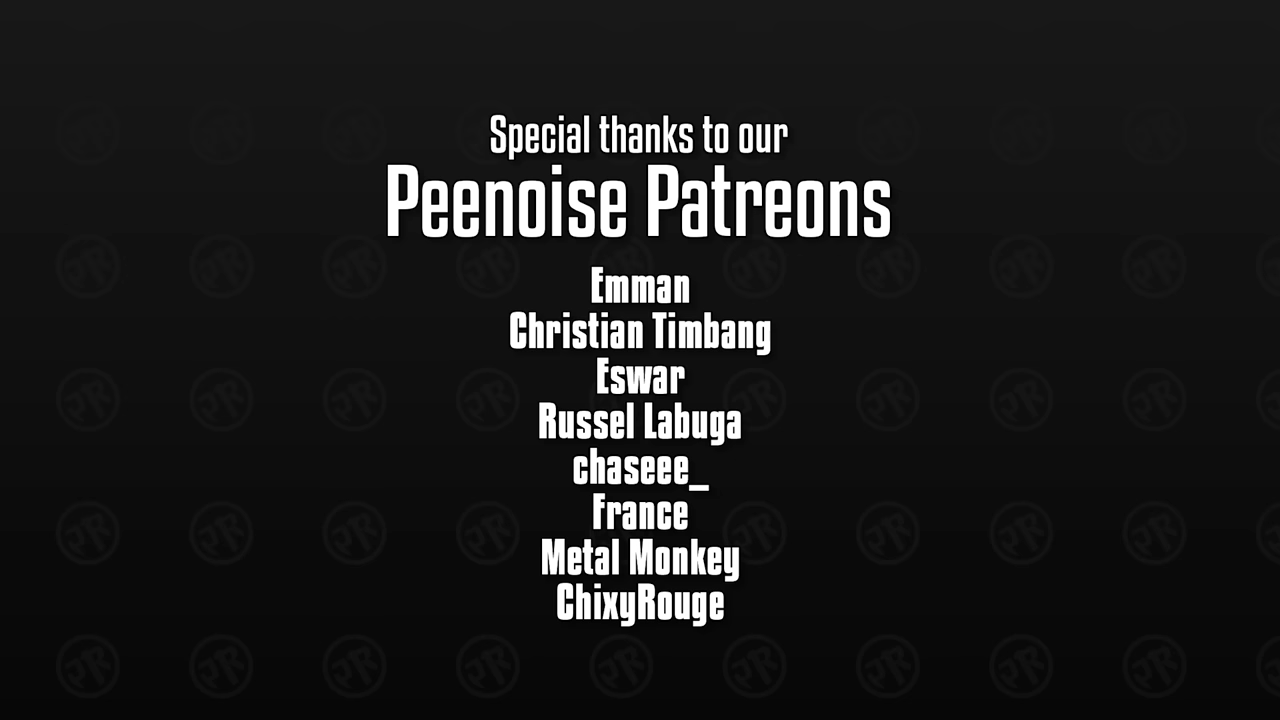 Special thanks to our
Peenoise Patreons
Emman
Christian Timbang
Eswar
Russel Labuga
chaseee_
France
Metal Monkey
ChixyRouge